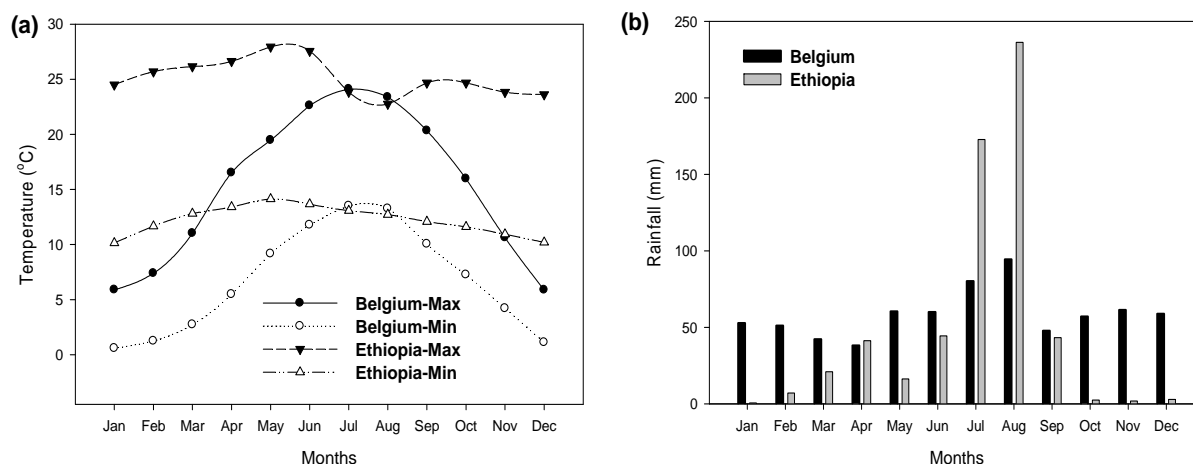 (a)
30
25
20
15
10
5
0
Temperature (°C)
Belgium-Max
Belgium-Min
Ethiopia-Max
Ethiopia-Min
Jan Feb Mar Apr May Jun Jul Aug Sep Oct Nov Dec
Months
(b)
250
200
150
100
50
0
Rainfall (mm)
Belgium
Ethiopia
Jan Feb Mar Apr May Jun Jul Aug Sep Oct Nov Dec
Months